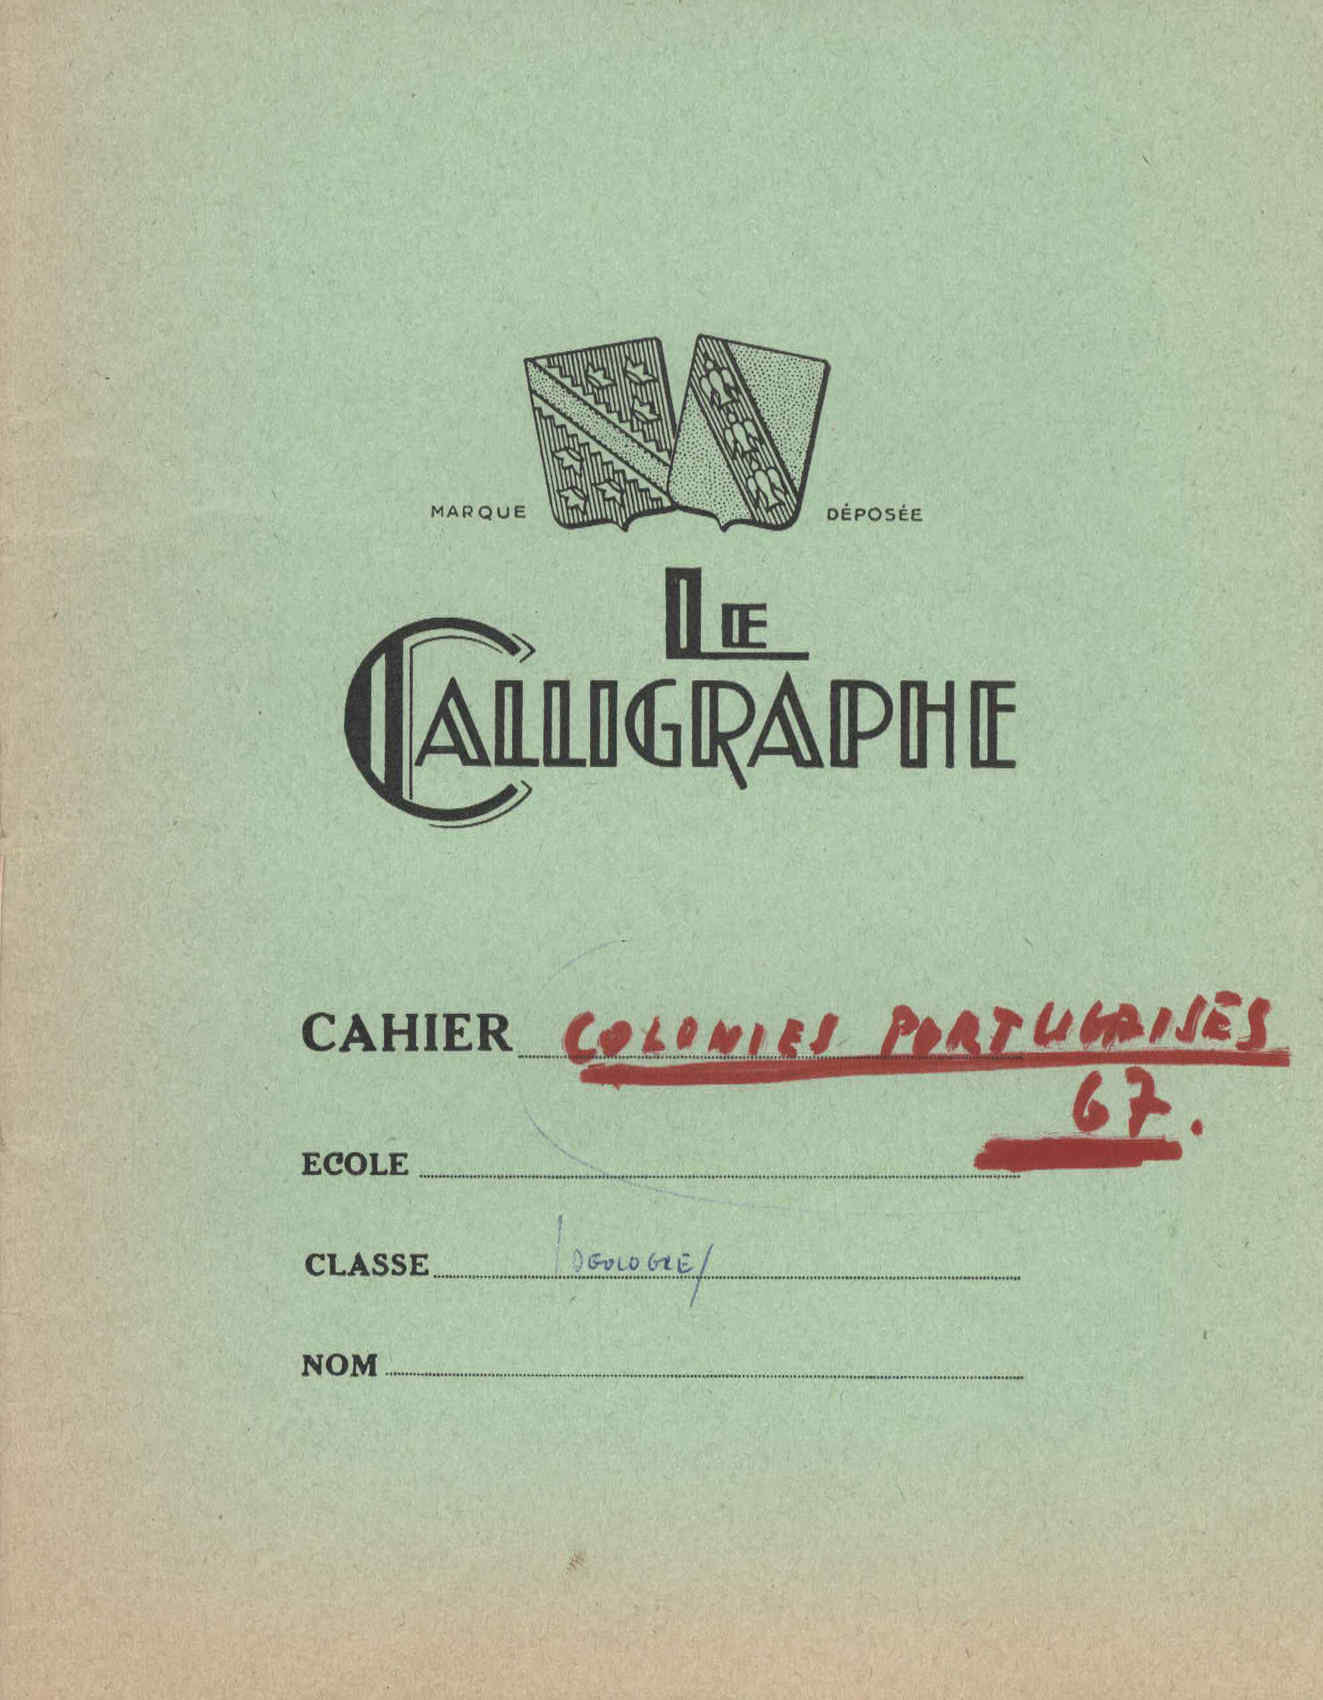 MARQUE DÉPOSÉE
LE
CALLIGRAPHE
CAHIER COLONIES PORTUGAISES
67.
ECOLE
CLASSE
NOM